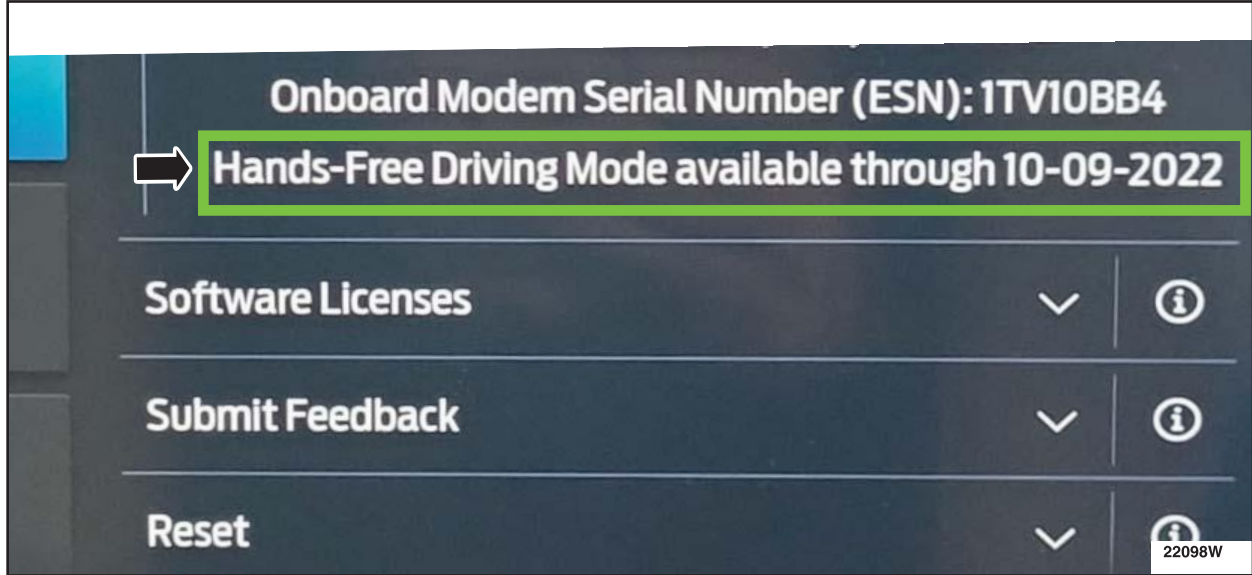 Onboard Modem Serial Number (ESN): 1TV10BB4
Hands-Free Driving Mode available through 10-09-2022
Software Licenses
Submit Feedback
Reset
22098W